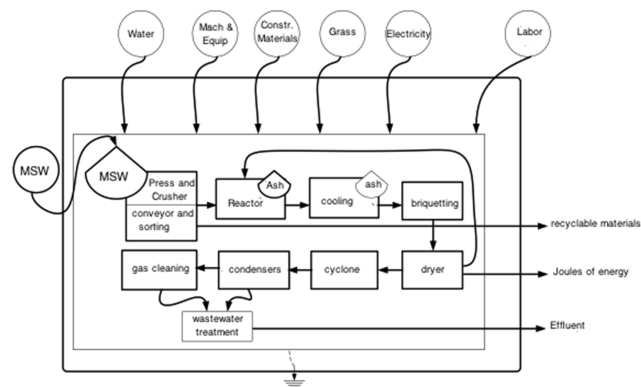 Water
Mach &
Equip
Constr.
Materials
Grass
Electricity
Labor
MSW
MSW
Press and
Crusher
conveyor and
sorting
Reactor
Ash
cooling
ash
briquetting
recyclable materials
gas cleaning
condensers
cyclone
dryer
Joules of energy
wastewater
treatment
Effluent